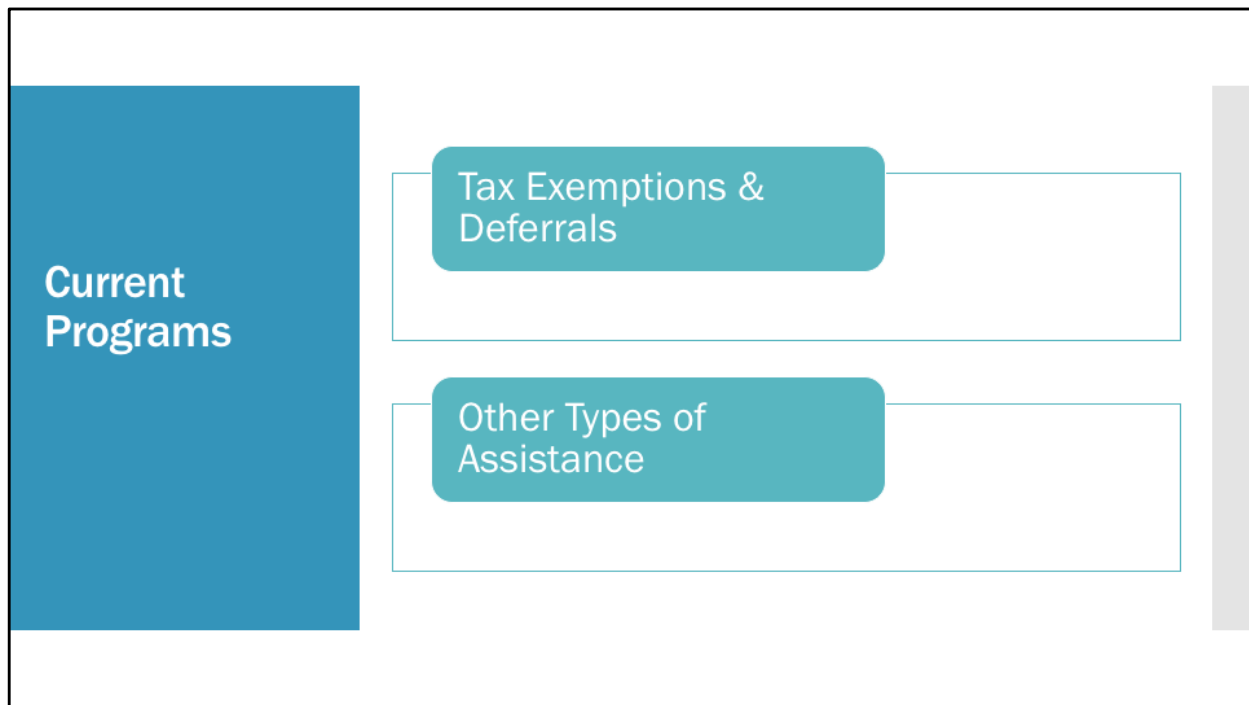 Current
Programs
Tax Exemptions &
Deferrals
Other Types of
Assistance